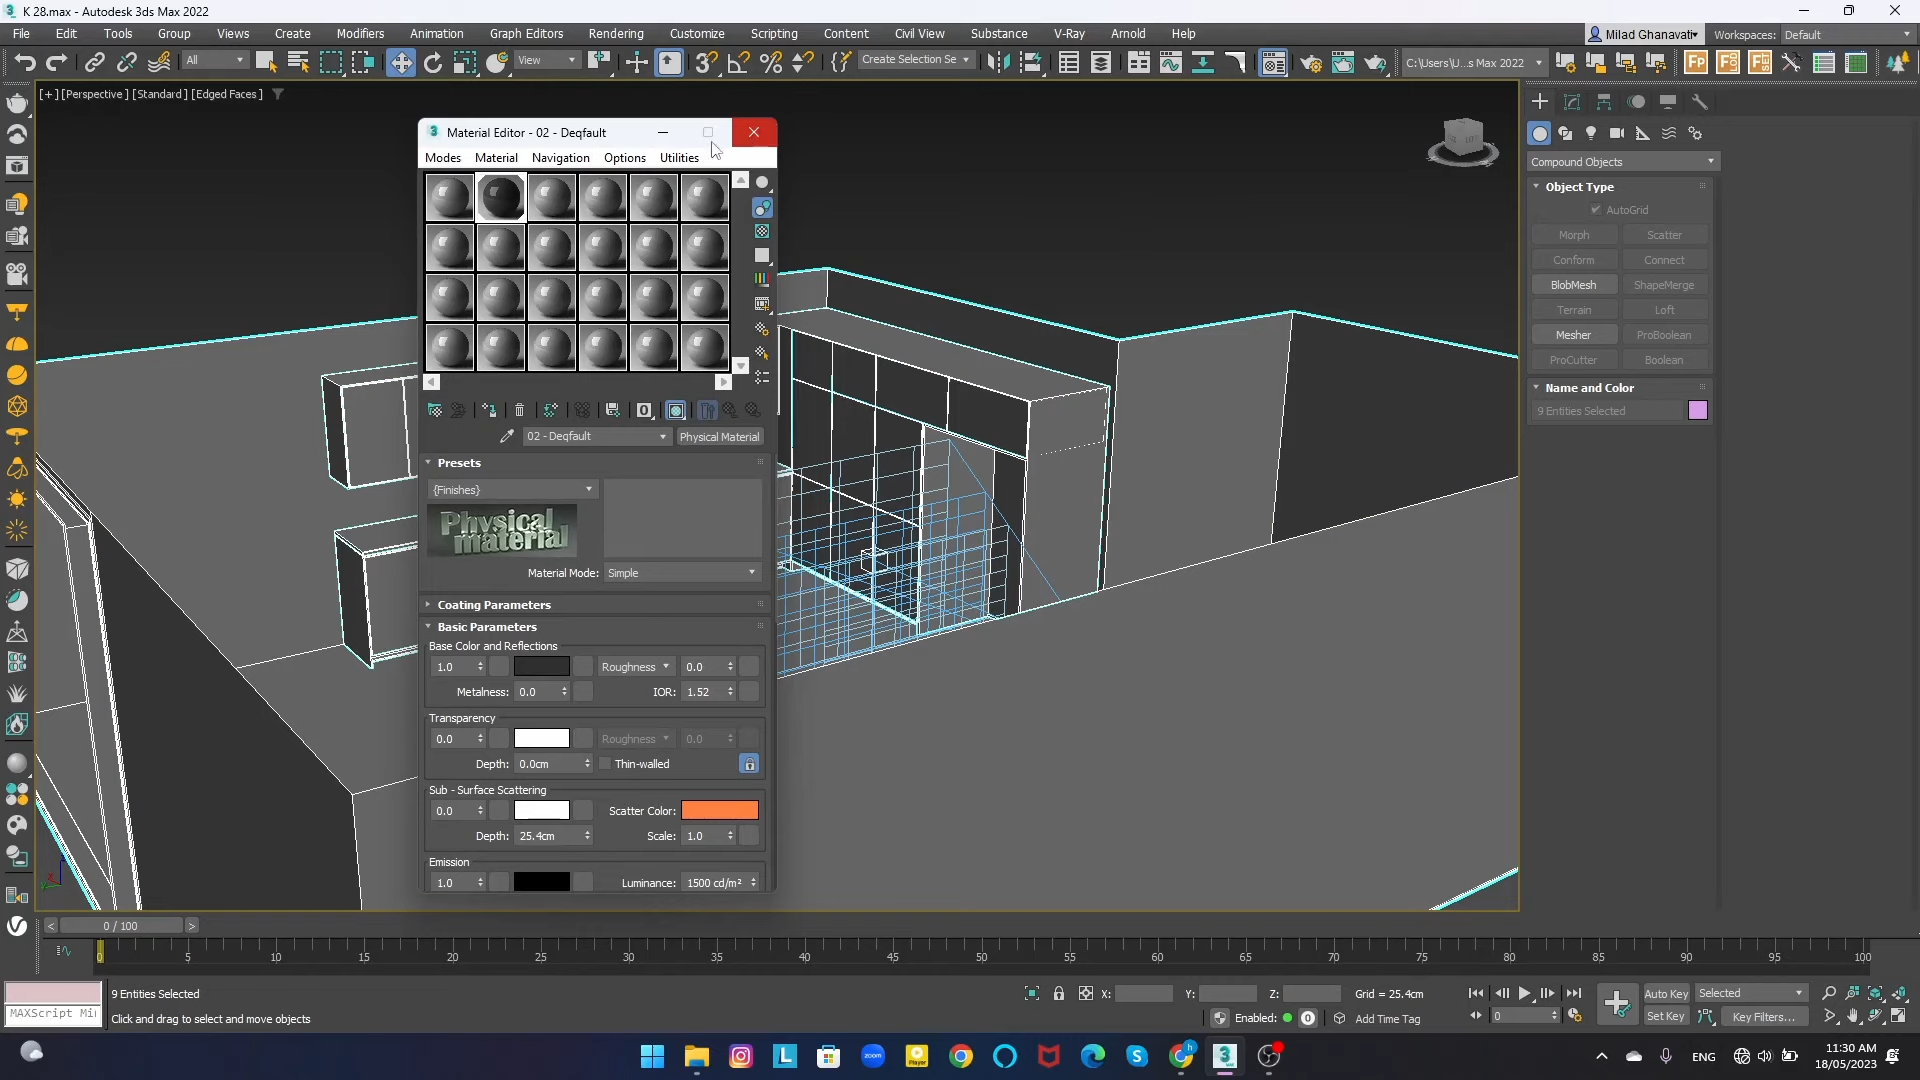 K 28.max - Autodesk 3ds Max 2022
File Edit Tools Group Views Create Modifiers Animation Graph Editors Rendering Customize Scripting Content Civil View Substance V-Ray Arnold Help
Milad Ghanavati Workspaces: Default
All View Create Selection Se C:\Users\U...s Max 2022
[+] [Perspective ] [Standard ] [Edged Faces ]
Material Editor - 02 - Deqfault
Modes Material Navigation Options Utilities
02 - Deqfault Physical Material
Presets
{Finishes}
Physical material
Material Mode: Simple
Coating Parameters
Basic Parameters
Base Color and Reflections
1.0 Roughness 0.0
Metalness: 0.0 IOR: 1.52
Transparency
0.0 Roughness 0.0
Depth: 0.0cm Thin-walled
Sub - Surface Scattering
0.0 Scatter Color:
Depth: 25.4cm Scale: 1.0
Emission
1.0 Luminance: 1500 cd/m²
Compound Objects
Object Type
AutoGrid
Morph Scatter
Conform Connect
BlobMesh ShapeMerge
Terrain Loft
Mesher ProBoolean
ProCutter Boolean
Name and Color
9 Entities Selected
< 0 / 100 >
0 5 10 15 20 25 30 35 40 45 50 55 60 65 70 75 80 85 90 95 100
9 Entities Selected X: Y: Z: Grid = 25.4cm Auto Key Selected
MAXScript Mi Click and drag to select and move objects Enabled: 0 Add Time Tag 0 Set Key Key Filters...
ENG 11:30 AM
18/05/2023